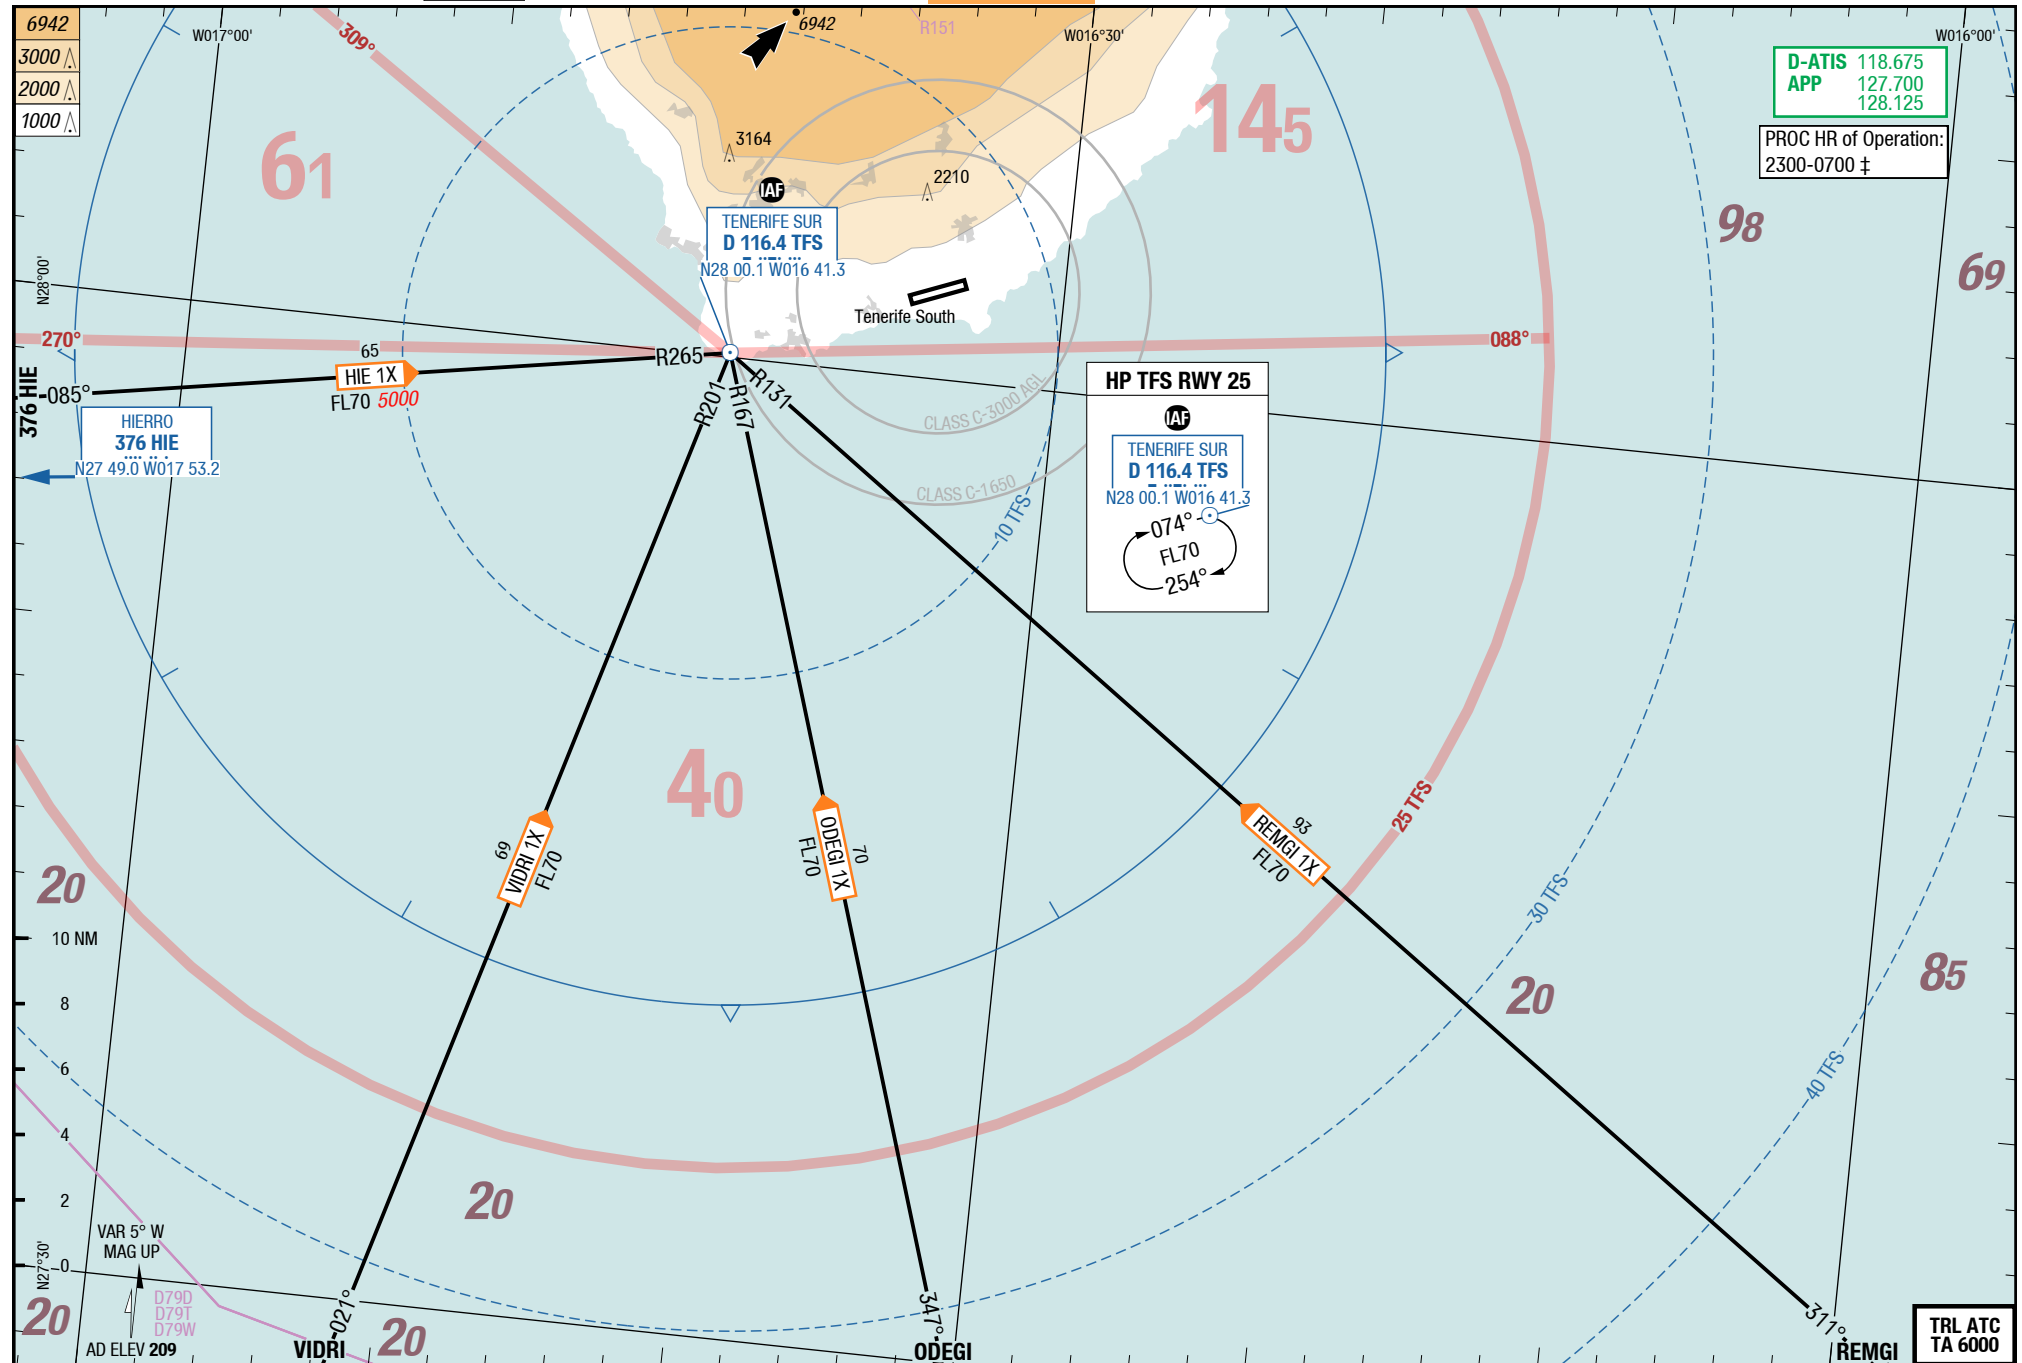 6942
3000
2000
1000
W017°00'
309°
6942
R151
W016°30'
W016°00'
D-ATIS 118.675
APP 127.700
128.125
PROC HR of Operation:
2300-0700 ‡
61
145
98
69
3164
2210
IAF
TENERIFE SUR
D 116.4 TFS
N28 00.1 W016 41.3
Tenerife South
N28°00'
270°
088°
65
HIE 1X
FL70 5000
R265
085°
376 HIE
HIERRO
376 HIE
N27 49.0 W017 53.2
R201
R167
R131
CLASS C-3000 AGL
CLASS C-1650
10 TFS
HP TFS RWY 25
IAF
TENERIFE SUR
D 116.4 TFS
N28 00.1 W016 41.3
074°
FL70
254°
40
69
VIDRI 1X
FL70
70
ODEGI 1X
FL70
93
REMGI 1X
FL70
25 TFS
30 TFS
40 TFS
20
20
85
20
10 NM
8
6
4
2
0
N27°30'
VAR 5° W
MAG UP
D79D
D79T
D79W
20
20
AD ELEV 209
021°
VIDRI
347°
ODEGI
311°
REMGI
TRL ATC
TA 6000